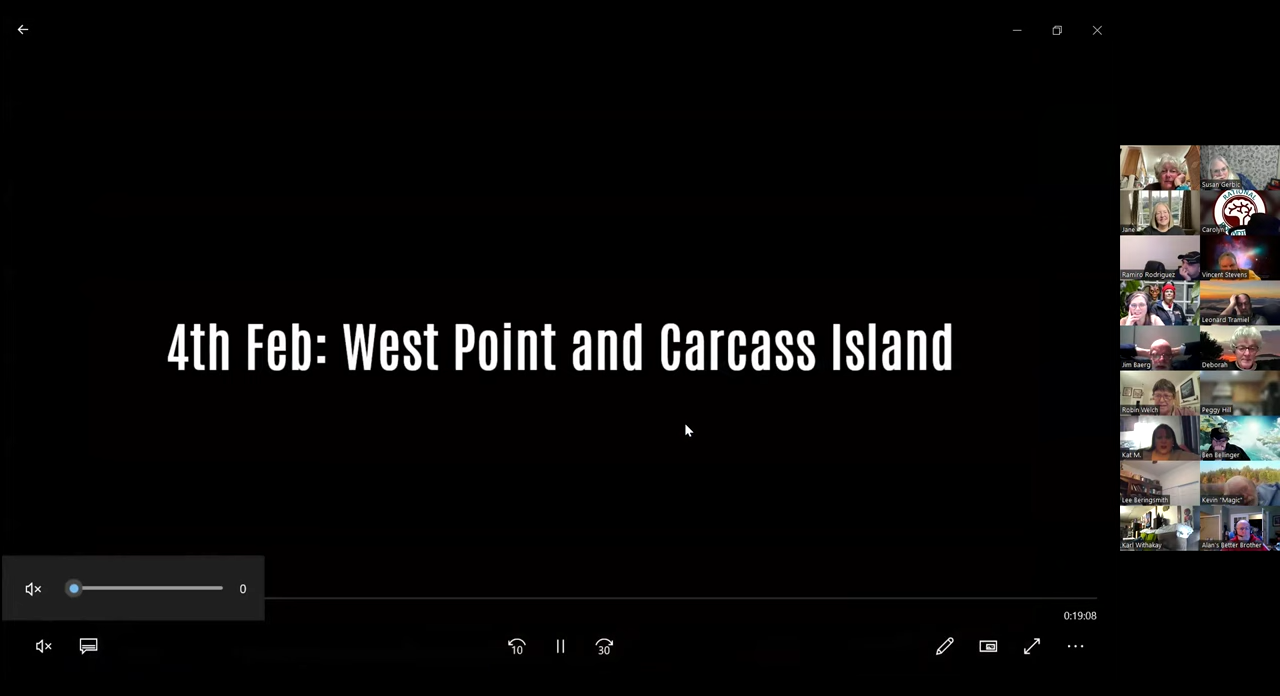 4th Feb: West Point and Carcass Island
Susan Gerbic
Jane
RATIONAL
Carolyn
Ramiro Rodriguez
Vincent Stevens
Leonard Tramiel
Jim Baerg
Deborah
Robin Welch
Peggy Hill
Kat M.
Ben Bellinger
Lee Beringsmith
Kevin "Magic"
Karl Withakay
Alan's Better Brother
0
0:19:08
10
30